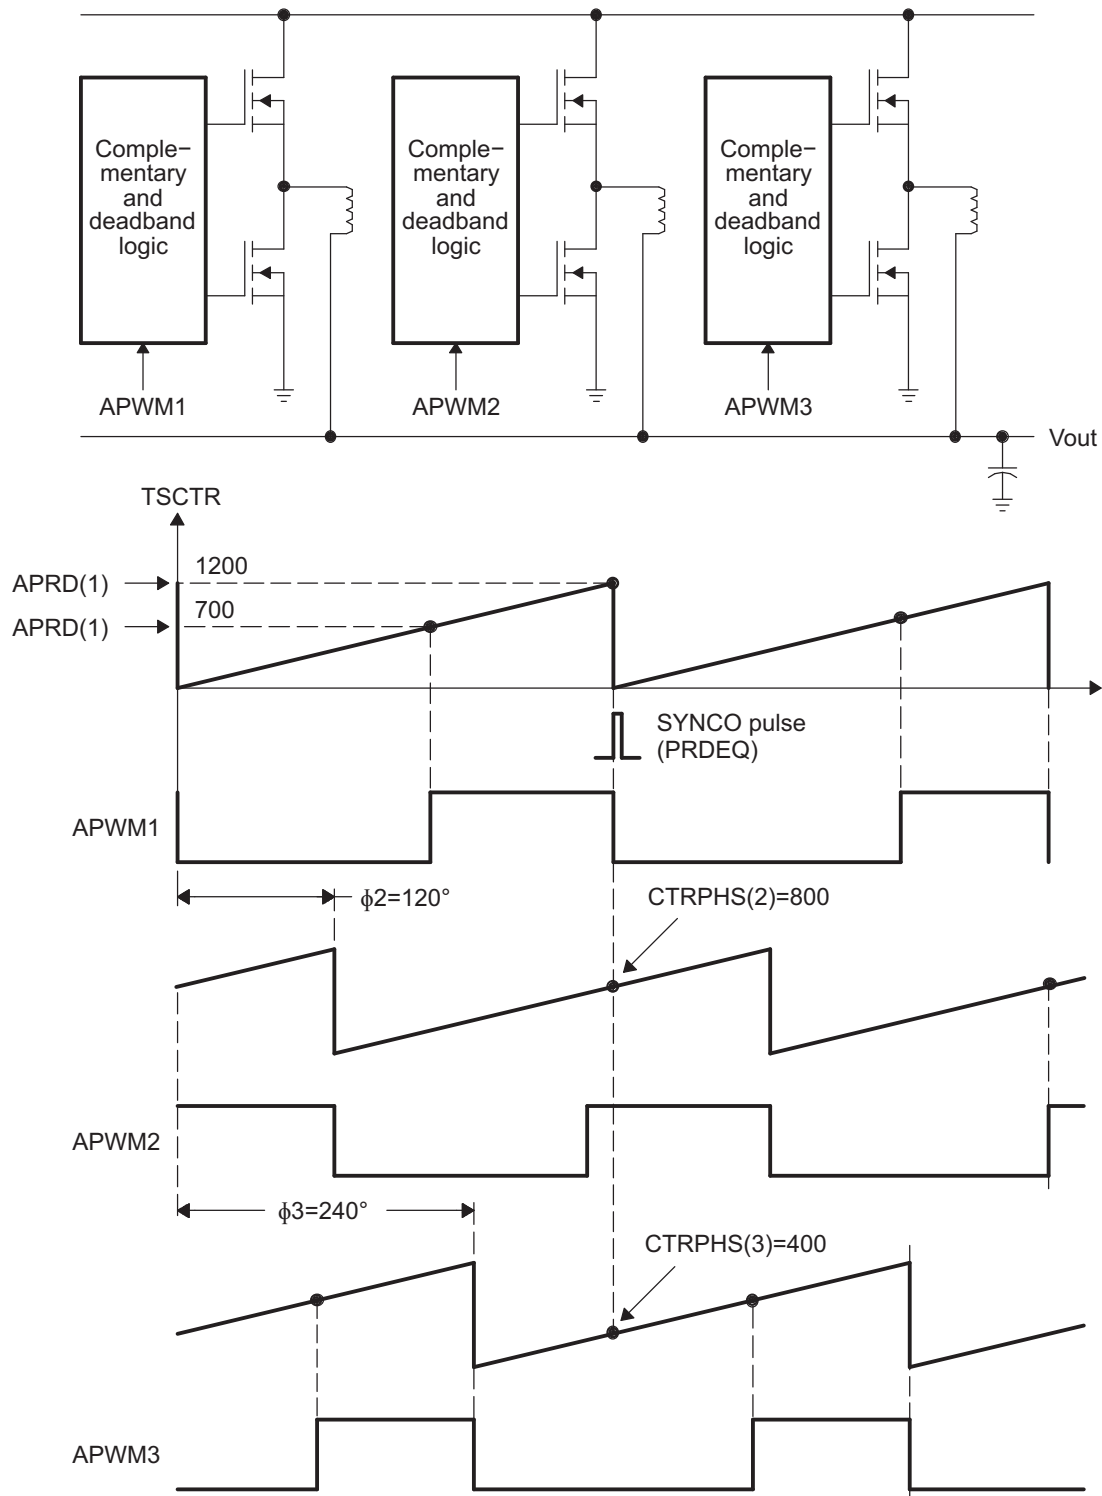 Comple−
mentary
and
deadband
logic
Comple−
mentary
and
deadband
logic
Comple−
mentary
and
deadband
logic
APWM1
APWM2
APWM3
Vout
TSCTR
APRD(1)
1200
APRD(1)
700
SYNCO pulse
(PRDEQ)
APWM1
ϕ2=120°
CTRPHS(2)=800
APWM2
ϕ3=240°
CTRPHS(3)=400
APWM3